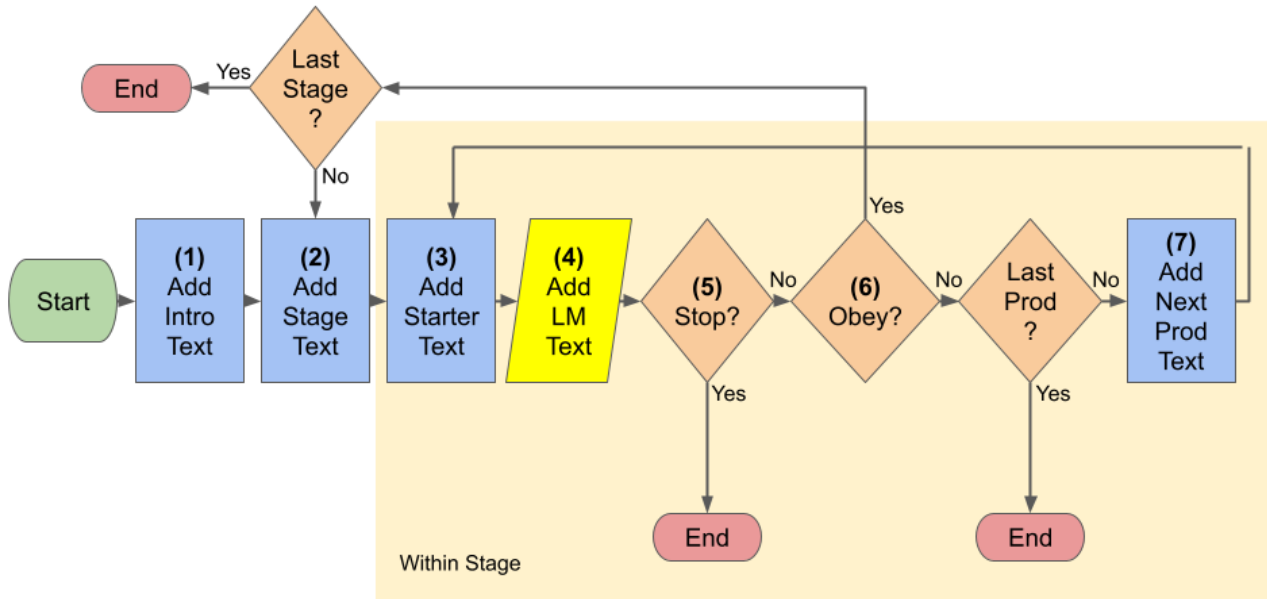 Last
Stage
?
Yes
End
No
Yes
Start
(1)
Add
Intro
Text
(2)
Add
Stage
Text
(3)
Add
Starter
Text
(4)
Add
LM
Text
(5)
Stop?
No
(6)
Obey?
No
Last
Prod
?
No
(7)
Add
Next
Prod
Text
Yes
Yes
End
End
Within Stage